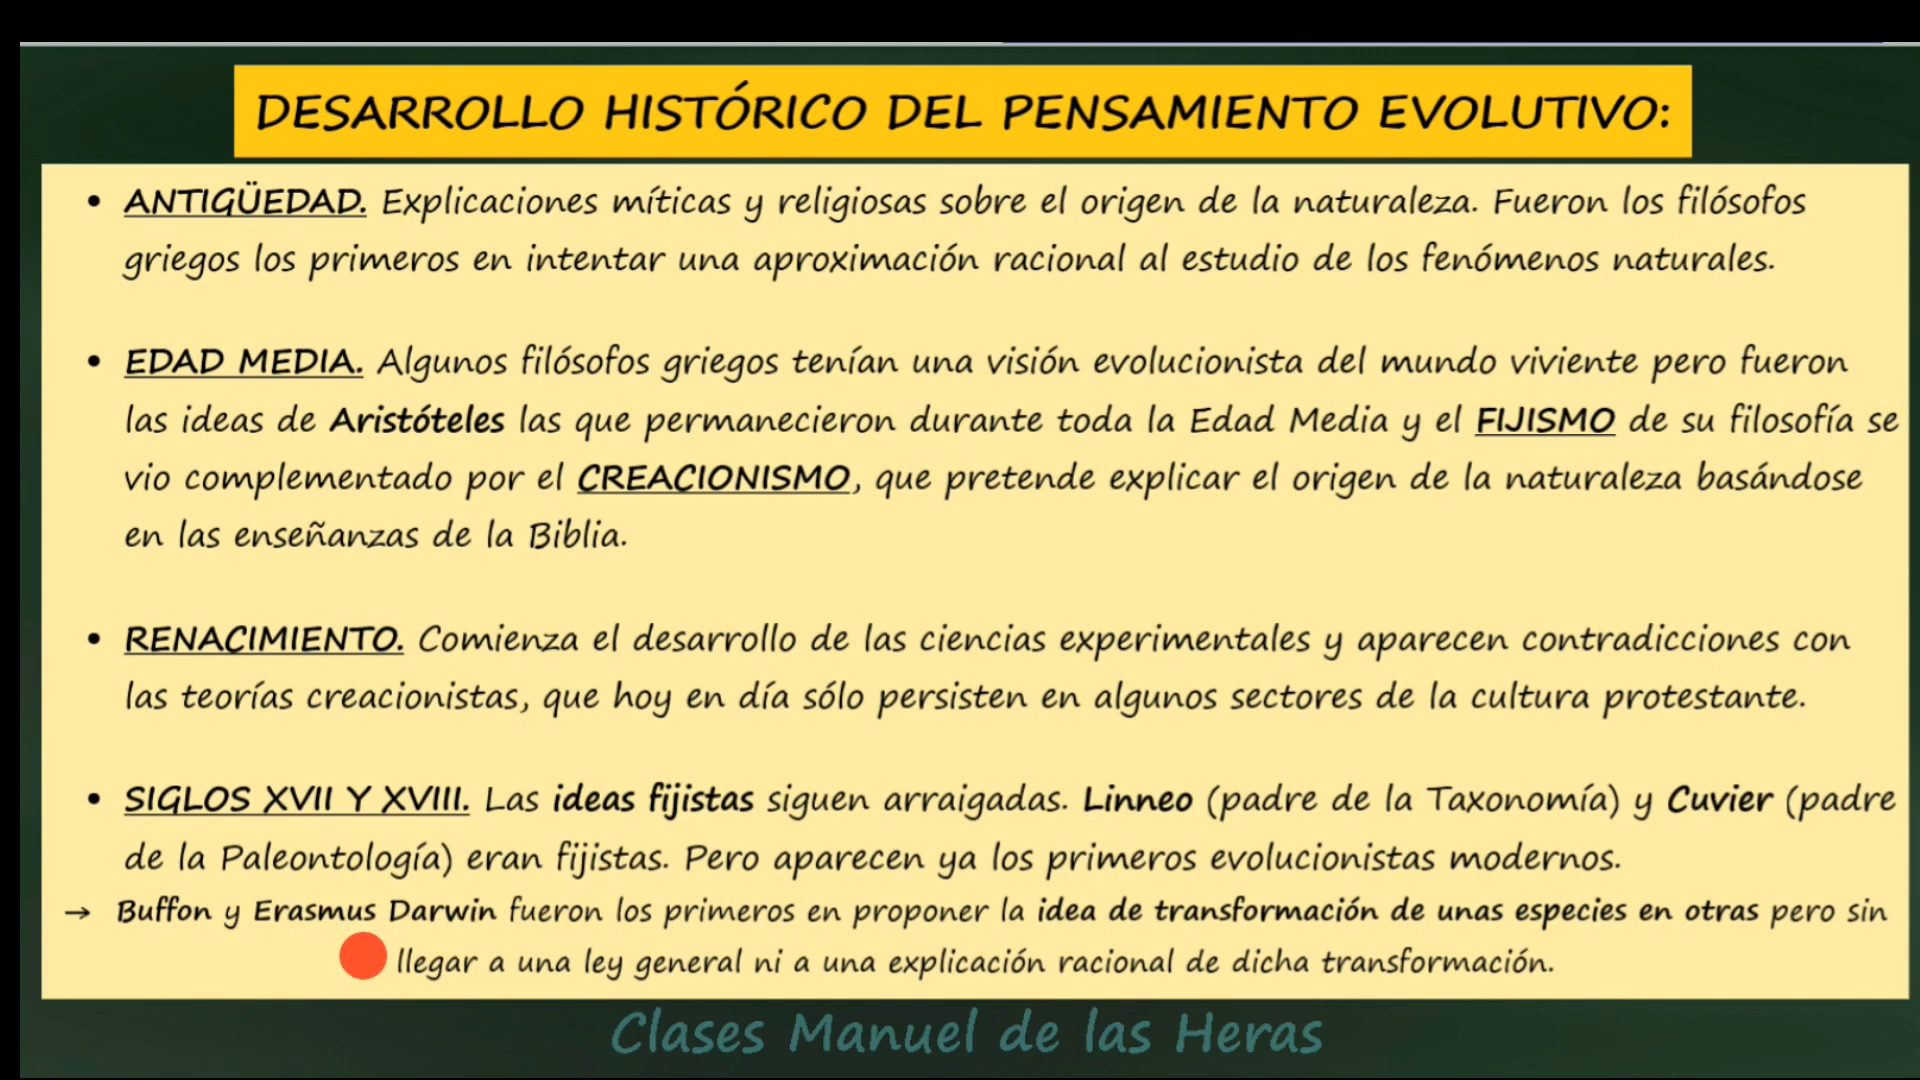 DESARROLLO HISTÓRICO DEL PENSAMIENTO EVOLUTIVO:
• ANTIGÜEDAD. Explicaciones míticas y religiosas sobre el origen de la naturaleza. Fueron los filósofos
griegos los primeros en intentar una aproximación racional al estudio de los fenómenos naturales.
• EDAD MEDIA. Algunos filósofos griegos tenían una visión evolucionista del mundo viviente pero fueron
las ideas de Aristóteles las que permanecieron durante toda la Edad Media y el FIJISMO de su filosofía se
vio complementado por el CREACIONISMO, que pretende explicar el origen de la naturaleza basándose
en las enseñanzas de la Biblia.
• RENACIMIENTO. Comienza el desarrollo de las ciencias experimentales y aparecen contradicciones con
las teorías creacionistas, que hoy en día sólo persisten en algunos sectores de la cultura protestante.
• SIGLOS XVII Y XVIII. Las ideas fijistas siguen arraigadas. Linneo (padre de la Taxonomía) y Cuvier (padre
de la Paleontología) eran fijistas. Pero aparecen ya los primeros evolucionistas modernos.
→ Buffon y Erasmus Darwin fueron los primeros en proponer la idea de transformación de unas especies en otras pero sin
llegar a una ley general ni a una explicación racional de dicha transformación.
Clases Manuel de las Heras